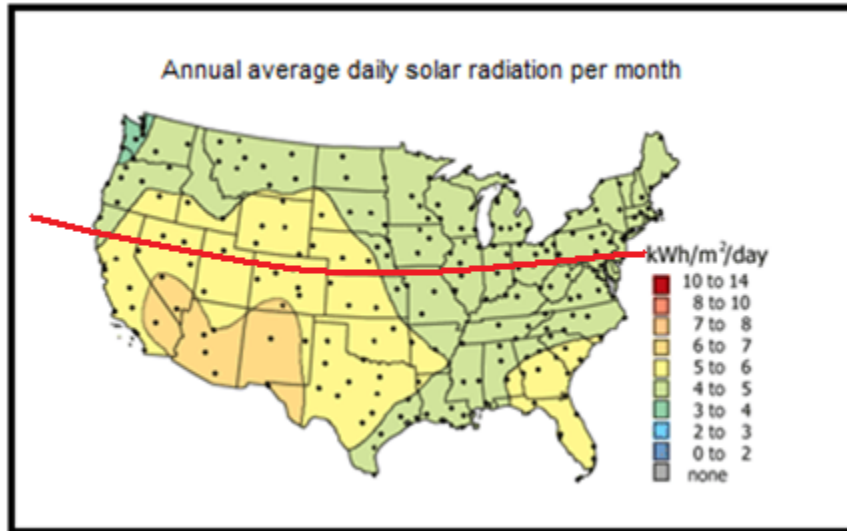 Annual average daily solar radiation per month
kWh/m²/day
10 to 14
8 to 10
7 to 8
6 to 7
5 to 6
4 to 5
3 to 4
2 to 3
0 to 2
none